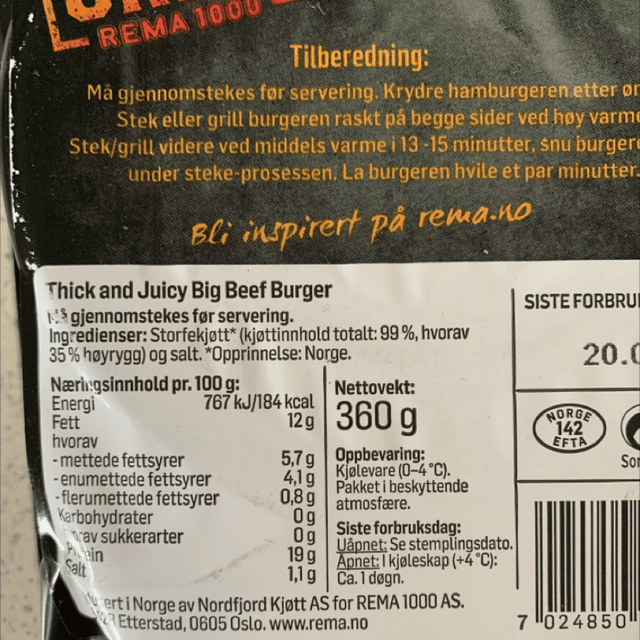 REMA 1000
Tilberedning:
Må gjennomstekes før servering. Krydre hamburgeren etter
Stek eller grill burgeren raskt på begge sider ved høy varme
Stek/grill videre ved middels varme i 13 -15 minutter, snu
under steke-prosessen. La burgeren hvile et par minutter.
Bli inspirert på rema.no
Thick and Juicy Big Beef Burger
Må gjennomstekes før servering.
Ingredienser: Storfekjøtt* (kjøttinnhold totalt: 99 %, hvorav
35 % høyrygg) og salt. *Opprinnelse: Norge.
Næringsinnhold pr. 100 g:
Energi 767 kJ/184 kcal
Fett 12 g
hvorav
- mettede fettsyrer 5,7 g
- enumettede fettsyrer 4,1 g
- flerumettede fettsyrer 0,8 g
Karbohydrater 0 g
sukkerarter 0 g
Protein 19 g
Salt 1,1 g
Nettovekt:
360 g
Oppbevaring:
Kjølevare (0–4 °C).
Pakket i beskyttende
atmosfære.
Siste forbruksdag:
Uåpnet: Se stemplingsdato.
Åpnet: I kjøleskap (+4 °C):
Ca. 1 døgn.
i Norge av Nordfjord Kjøtt AS for REMA 1000 AS.
Etterstad, 0605 Oslo. www.rema.no
SISTE
20.0
NORGE
142
EFTA
7 024850